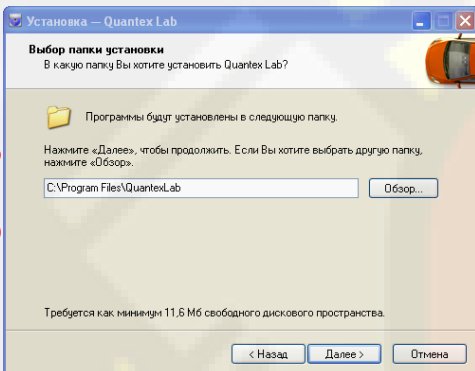 Установка — Quantex Lab
Выбор папки установки
В какую папку Вы хотите установить Quantex Lab?
Программы будут установлены в следующую папку.
Нажмите «Далее», чтобы продолжить. Если Вы хотите выбрать другую папку,
нажмите «Обзор».
C:\Program Files\QuantexLab
Обзор...
Требуется как минимум 11,6 Мб свободного дискового пространства.
< Назад
Далее >
Отмена